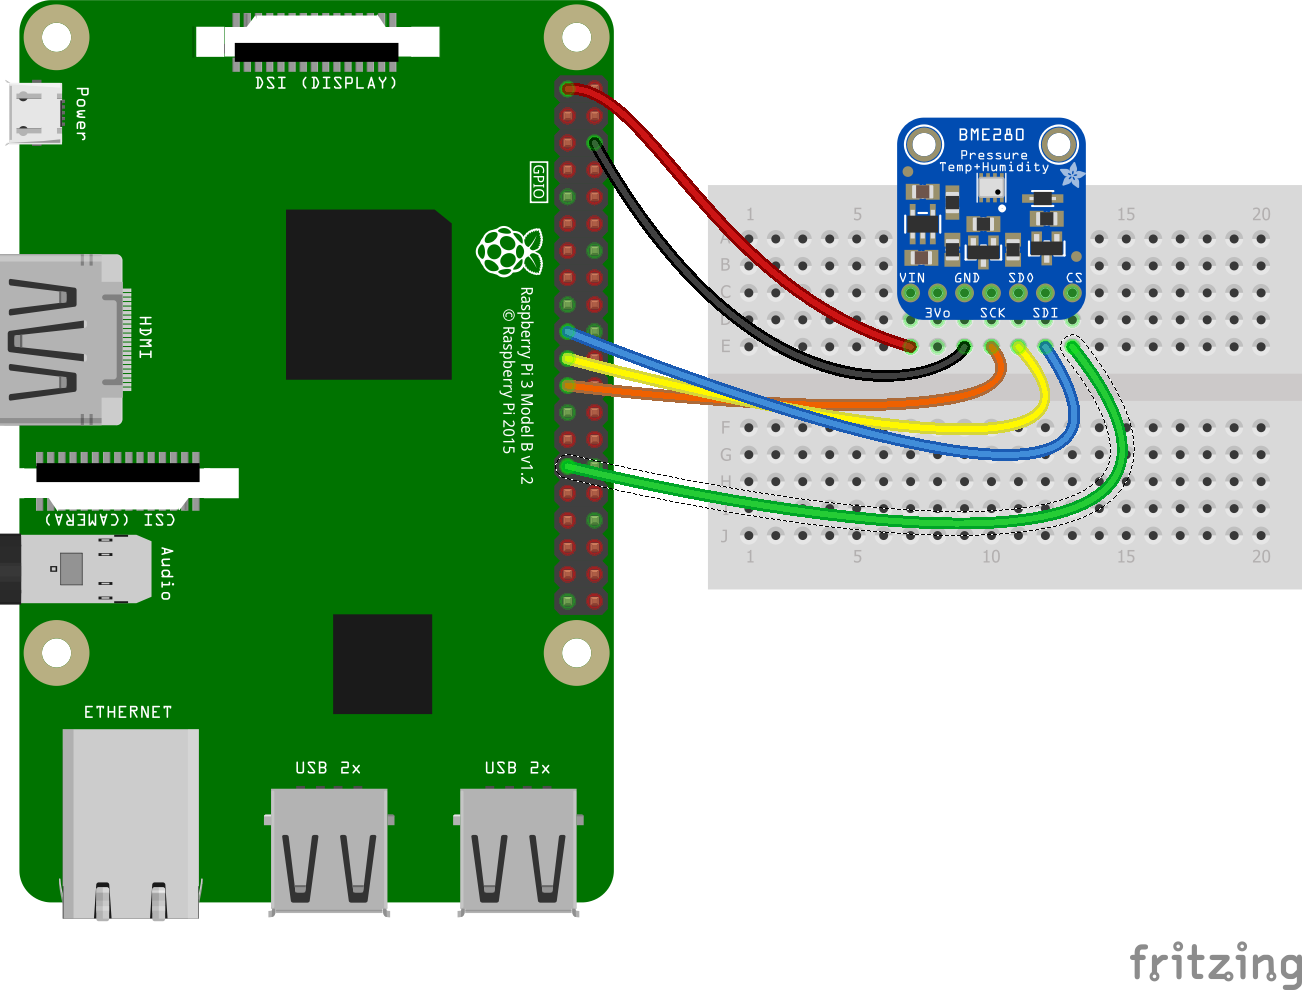 DSI (DISPLAY)
Power
GPIO
HDMI
Raspberry Pi 3 Model B v1.2
© Raspberry Pi 2015
CSI (CAMERA)
Audio
ETHERNET
USB 2x
USB 2x
BME280
Pressure
Temp+Humidity
VIN GND SDO CS
3Vo SCK SDI
1 5 15 20
A
B
C
D
E
F
G
H
J
1 5 10 15 20
fritzing